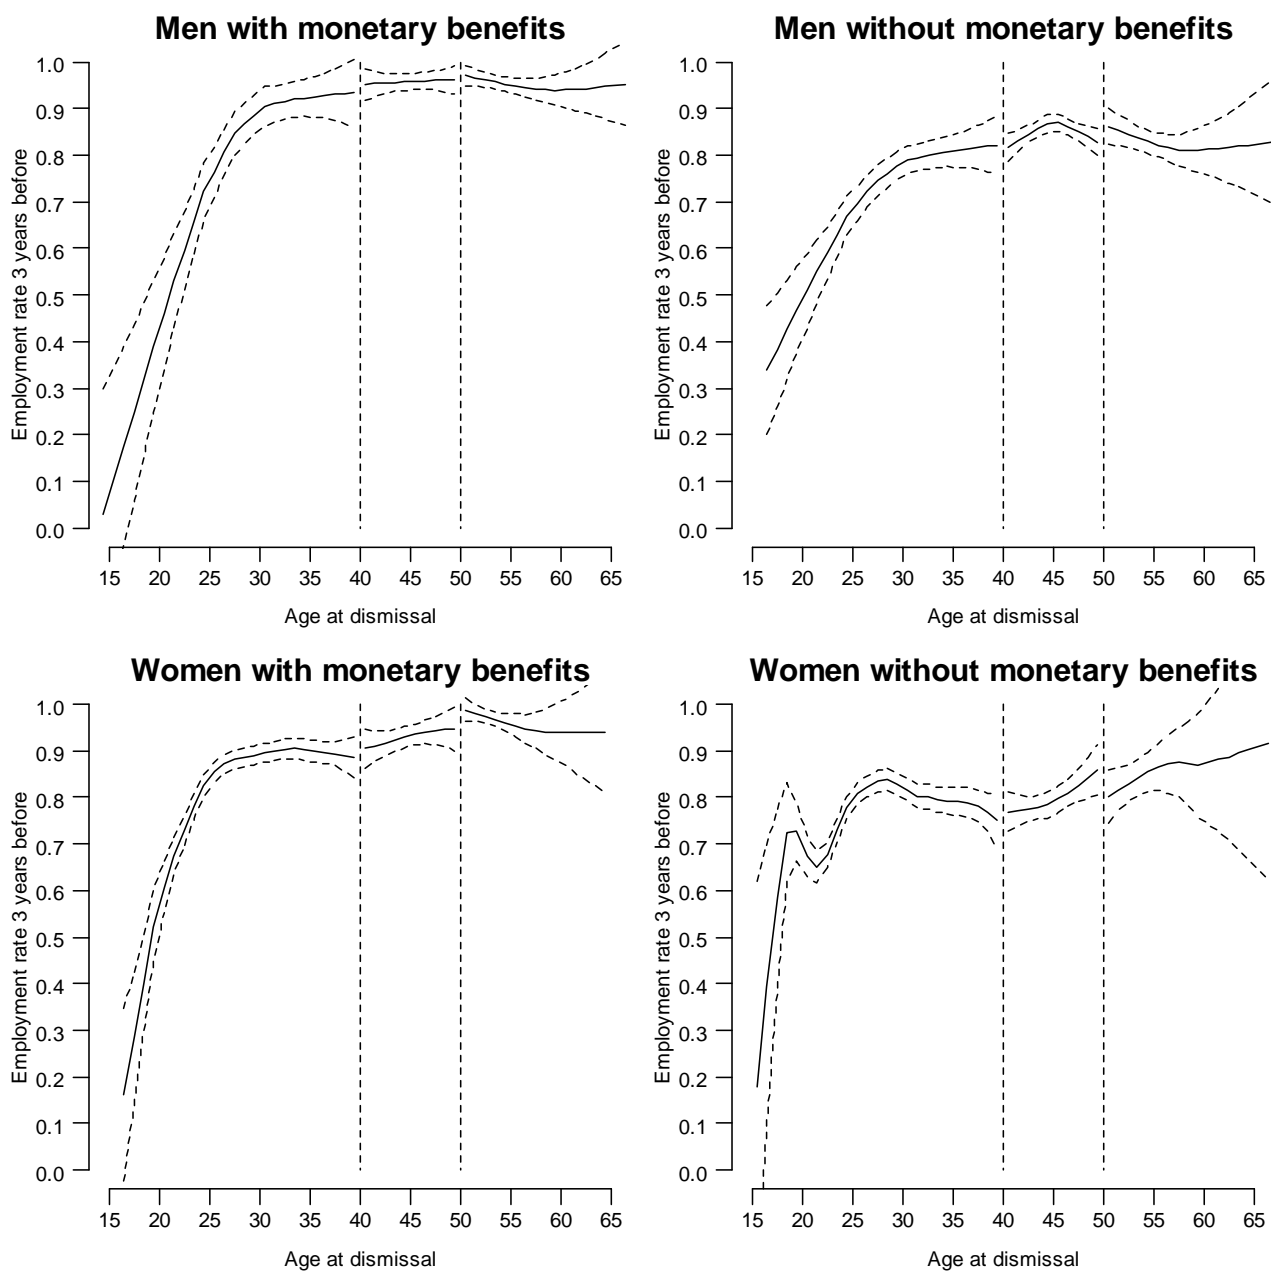 Men with monetary benefits
Employment rate 3 years before
1.0
0.9
0.8
0.7
0.6
0.5
0.4
0.3
0.2
0.1
0.0
15 20 25 30 35 40 45 50 55 60 65
Age at dismissal
Men without monetary benefits
Employment rate 3 years before
1.0
0.9
0.8
0.7
0.6
0.5
0.4
0.3
0.2
0.1
0.0
15 20 25 30 35 40 45 50 55 60 65
Age at dismissal
Women with monetary benefits
Employment rate 3 years before
1.0
0.9
0.8
0.7
0.6
0.5
0.4
0.3
0.2
0.1
0.0
15 20 25 30 35 40 45 50 55 60 65
Age at dismissal
Women without monetary benefits
Employment rate 3 years before
1.0
0.9
0.8
0.7
0.6
0.5
0.4
0.3
0.2
0.1
0.0
15 20 25 30 35 40 45 50 55 60 65
Age at dismissal